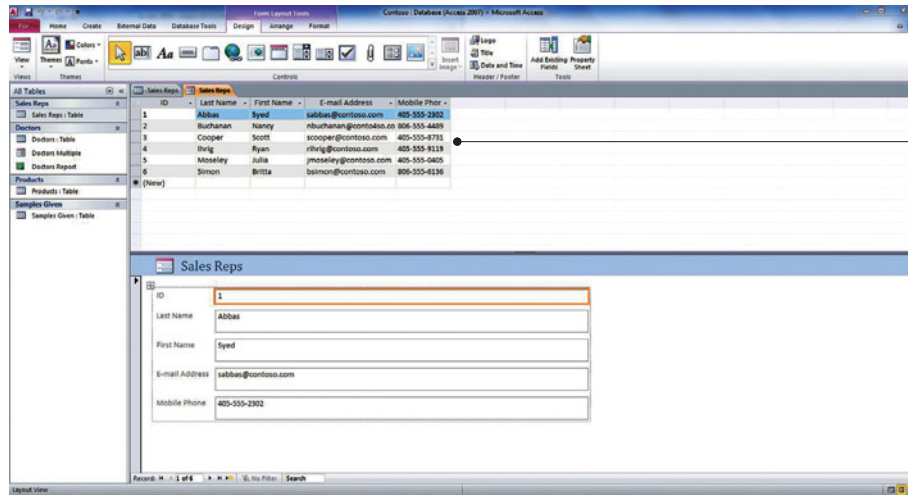 Form Layout Tools
Contoso : Database (Access 2007) - Microsoft Access
File Home Create External Data Database Tools Design Arrange Format
View Themes Colors Fonts
Aa
ab| Aa
Insert Image
Logo
Title
Date and Time
Add Existing Fields Property Sheet
Views Themes Controls Header / Footer Tools
All Tables
Sales Reps
Sales Reps : Table
Doctors
Doctors : Table
Doctors Multiple
Doctors Report
Products
Products : Table
Samples Given
Samples Given : Table
Sales Reps Sales Reps
ID Last Name First Name E-mail Address Mobile Phor
1 Abbas Syed sabbas@contoso.com 405-555-2302
2 Buchanan Nancy nbuchanan@conto4so.co 806-555-4489
3 Cooper Scott scooper@contoso.com 405-555-8731
4 Ihrig Ryan rihrig@contoso.com 405-555-9119
5 Moseley Julia jmoseley@contoso.com 405-555-0405
6 Simon Britta bsimon@contoso.com 806-555-6136
(New)
Sales Reps
ID 1
Last Name Abbas
First Name Syed
E-mail Address sabbas@contoso.com
Mobile Phone 405-555-2302
Record: 1 of 6 No Filter Search
Layout View